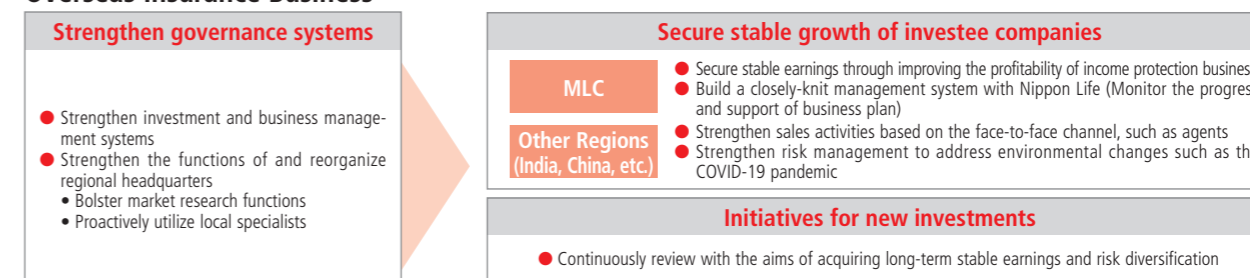 Overseas Insurance Business
Strengthen governance systems
● Strengthen investment and business manage-
ment systems
● Strengthen the functions of and reorganize
regional headquarters
• Bolster market research functions
• Proactively utilize local specialists
Secure stable growth of investee companies
MLC
● Secure stable earnings through improving the profitability of income protection busines
● Build a closely-knit management system with Nippon Life (Monitor the progres
and support of business plan)
Other Regions
(India, China, etc.)
● Strengthen sales activities based on the face-to-face channel, such as agents
● Strengthen risk management to address environmental changes such as th
COVID-19 pandemic
Initiatives for new investments
● Continuously review with the aims of acquiring long-term stable earnings and risk diversification